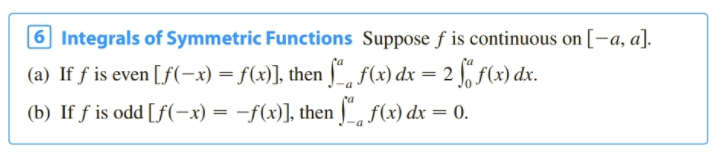 6 Integrals of Symmetric Functions Suppose f is continuous on [−a, a].
(a) If f is even [f(−x) = f(x)], then ∫_{−a}^{a} f(x) dx = 2 ∫_{0}^{a} f(x) dx.
(b) If f is odd [f(−x) = −f(x)], then ∫_{−a}^{a} f(x) dx = 0.